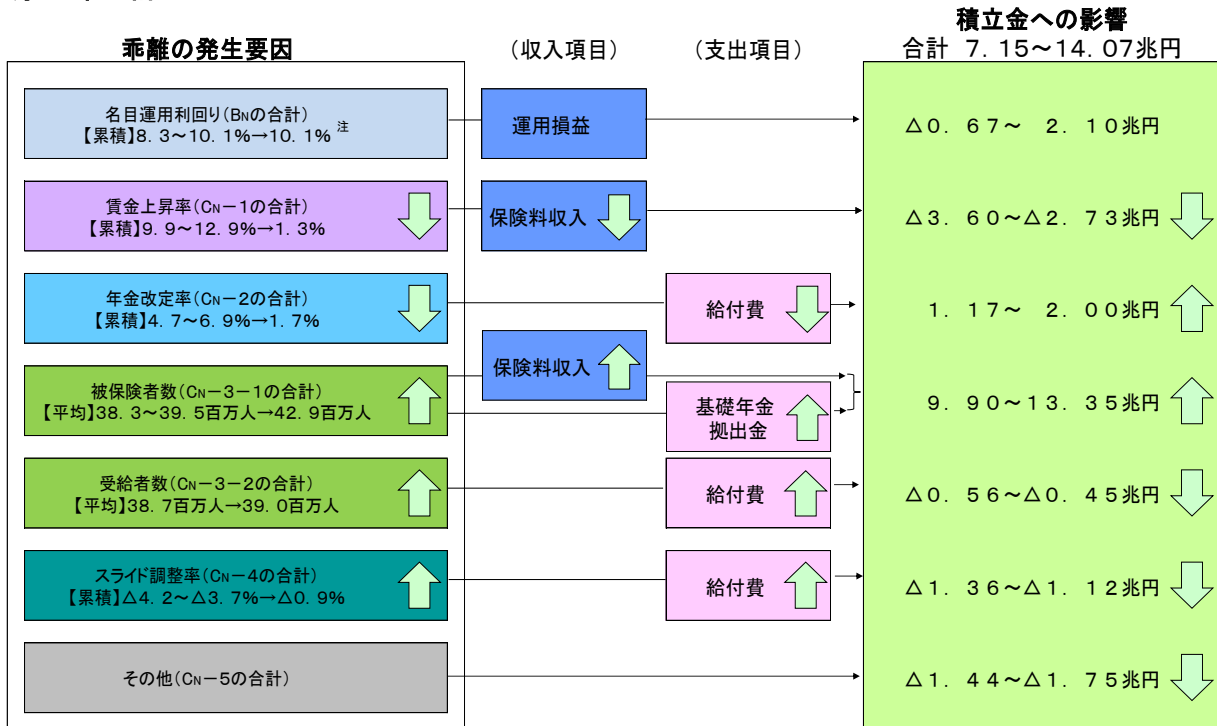 乖離の発生要因
(収入項目)
(支出項目)
積立金への影響
合計 7.15~14.07兆円
名目運用利回り(BNの合計)
【累積】8.3~10.1%→10.1% 注
運用損益
△0.67~ 2.10兆円
賃金上昇率(CN-1の合計)
【累積】9.9~12.9%→1.3%
保険料収入
△3.60~△2.73兆円
年金改定率(CN-2の合計)
【累積】4.7~6.9%→1.7%
給付費
1.17~ 2.00兆円
被保険者数(CN-3-1の合計)
【平均】38.3~39.5百万人→42.9百万人
保険料収入
基礎年金
拠出金
9.90~13.35兆円
受給者数(CN-3-2の合計)
【平均】38.7百万人→39.0百万人
給付費
△0.56~△0.45兆円
スライド調整率(CN-4の合計)
【累積】△4.2~△3.7%→△0.9%
給付費
△1.36~△1.12兆円
その他(CN-5の合計)
△1.44~△1.75兆円